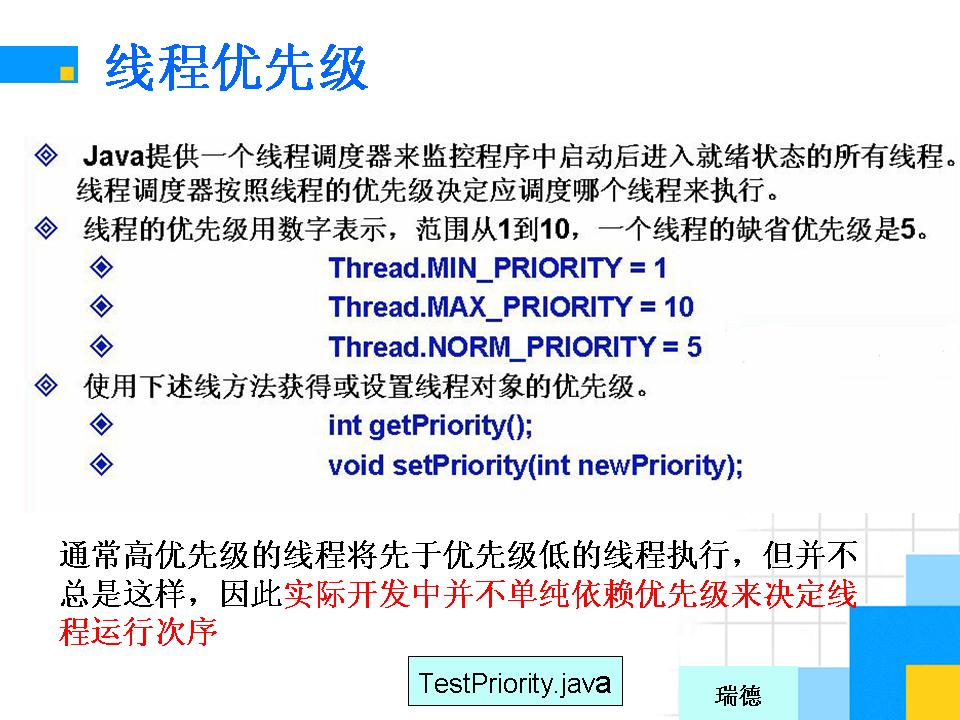 线程优先级
Java提供一个线程调度器来监控程序中启动后进入就绪状态的所有线程。
线程调度器按照线程的优先级决定应调度哪个线程来执行。
线程的优先级用数字表示，范围从1到10，一个线程的缺省优先级是5。
Thread.MIN_PRIORITY = 1
Thread.MAX_PRIORITY = 10
Thread.NORM_PRIORITY = 5
使用下述线方法获得或设置线程对象的优先级。
int getPriority();
void setPriority(int newPriority);
通常高优先级的线程将先于优先级低的线程执行，但并不
总是这样，因此实际开发中并不单纯依赖优先级来决定线
程运行次序
TestPriority.java
瑞德